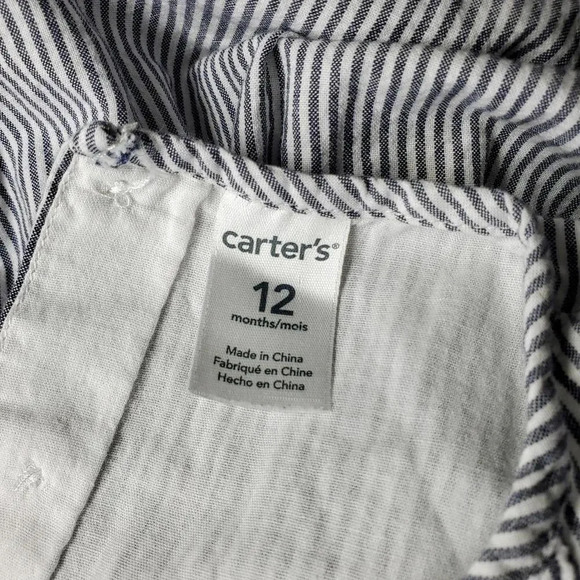 carter's®
12
months/mois
Made in China
Fabriqué en Chine
Hecho en China